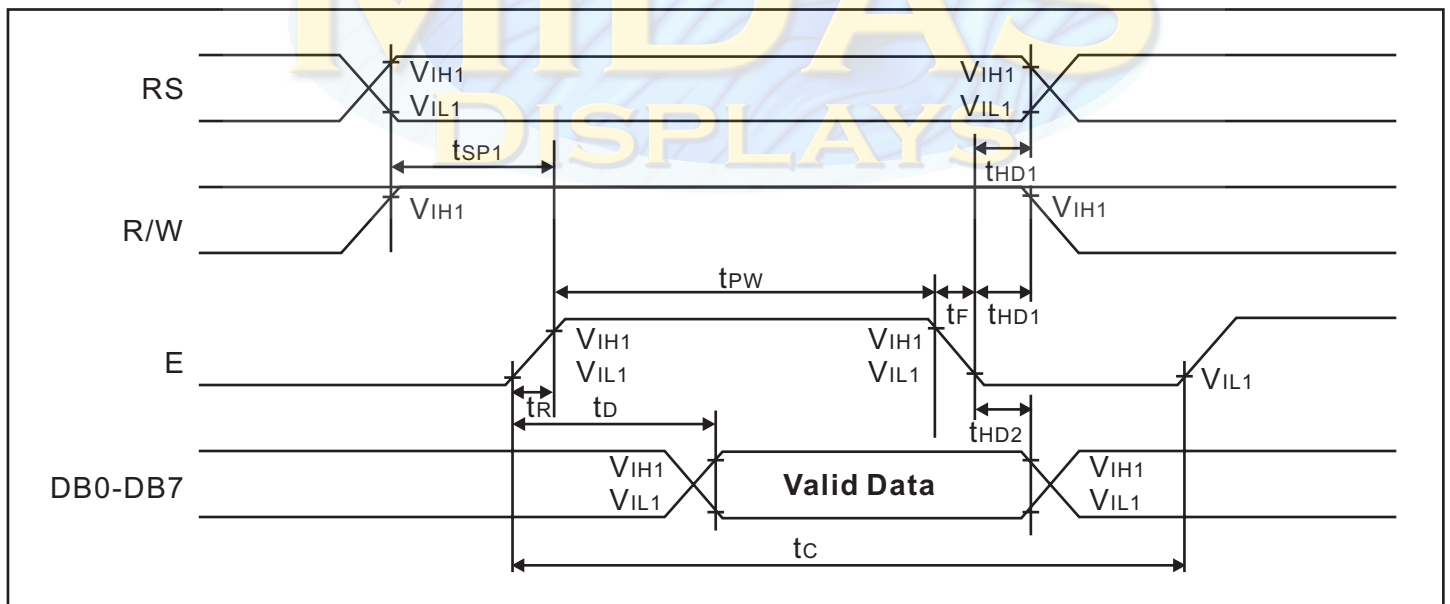 MIDAS
DISPLAYS
RS
VIH1
VIL1
VIH1
VIL1
tSP1
tHD1
R/W
VIH1
VIH1
tPW
tF
tHD1
E
VIH1
VIL1
VIH1
VIL1
VIL1
tR
tD
tHD2
DB0-DB7
VIH1
VIL1
Valid Data
VIH1
VIL1
tC